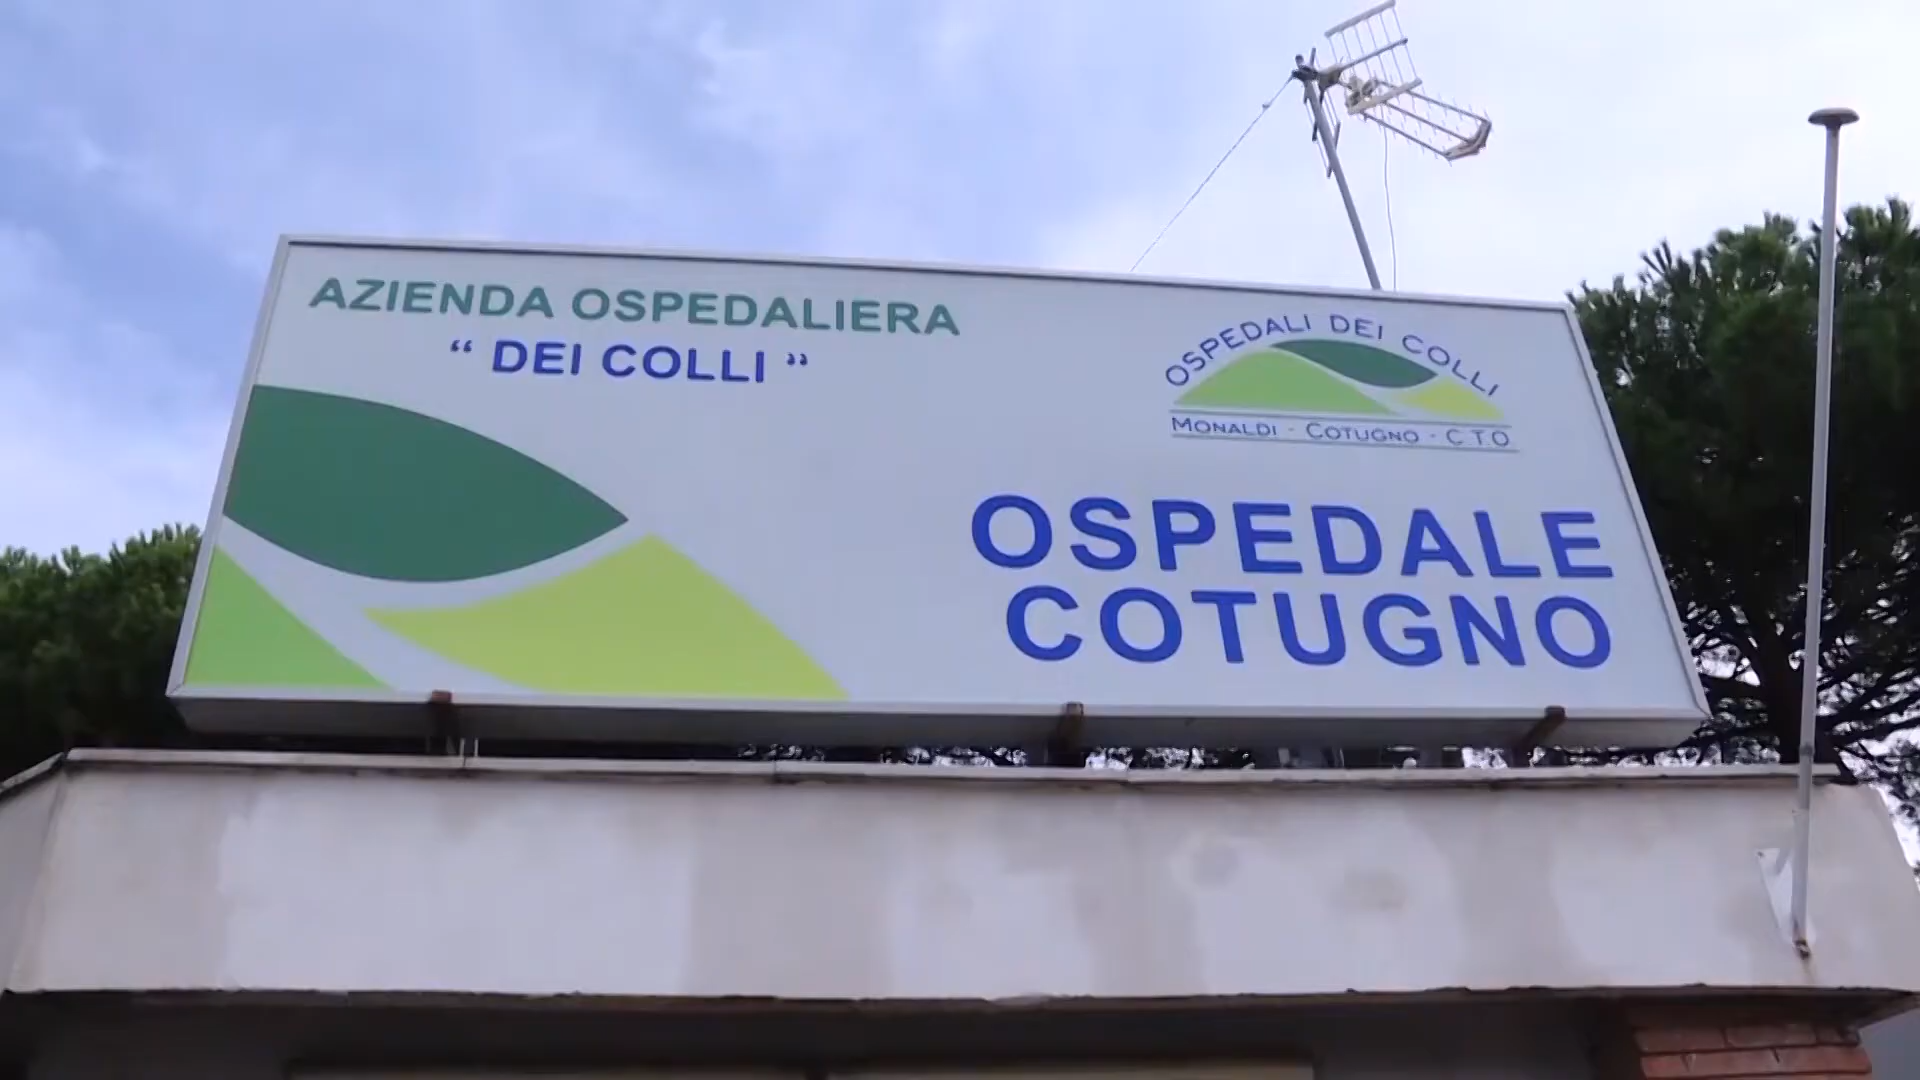 AZIENDA OSPEDALIERA
“ DEI COLLI ”
OSPEDALI DEI COLLI
MONALDI - COTUGNO - C.T.O.
OSPEDALE
COTUGNO